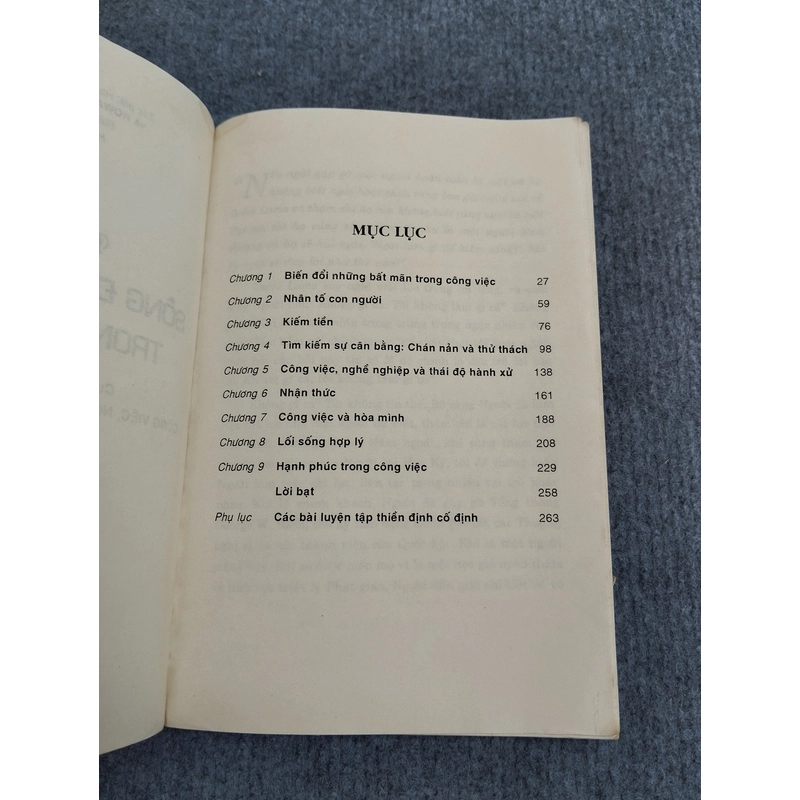 MỤC LỤC
Chương 1 Biến đổi những bất mãn trong công việc 27
Chương 2 Nhân tố con người 59
Chương 3 Kiếm tiền 76
Chương 4 Tìm kiếm sự cân bằng: Chán nản và thử thách 98
Chương 5 Công việc, nghề nghiệp và thái độ hành xử 138
Chương 6 Nhận thức 161
Chương 7 Công việc và hòa mình 188
Chương 8 Lối sống hợp lý 208
Chương 9 Hạnh phúc trong công việc 229
Lời bạt 258
Phụ lục Các bài luyện tập thiền định cố định 263